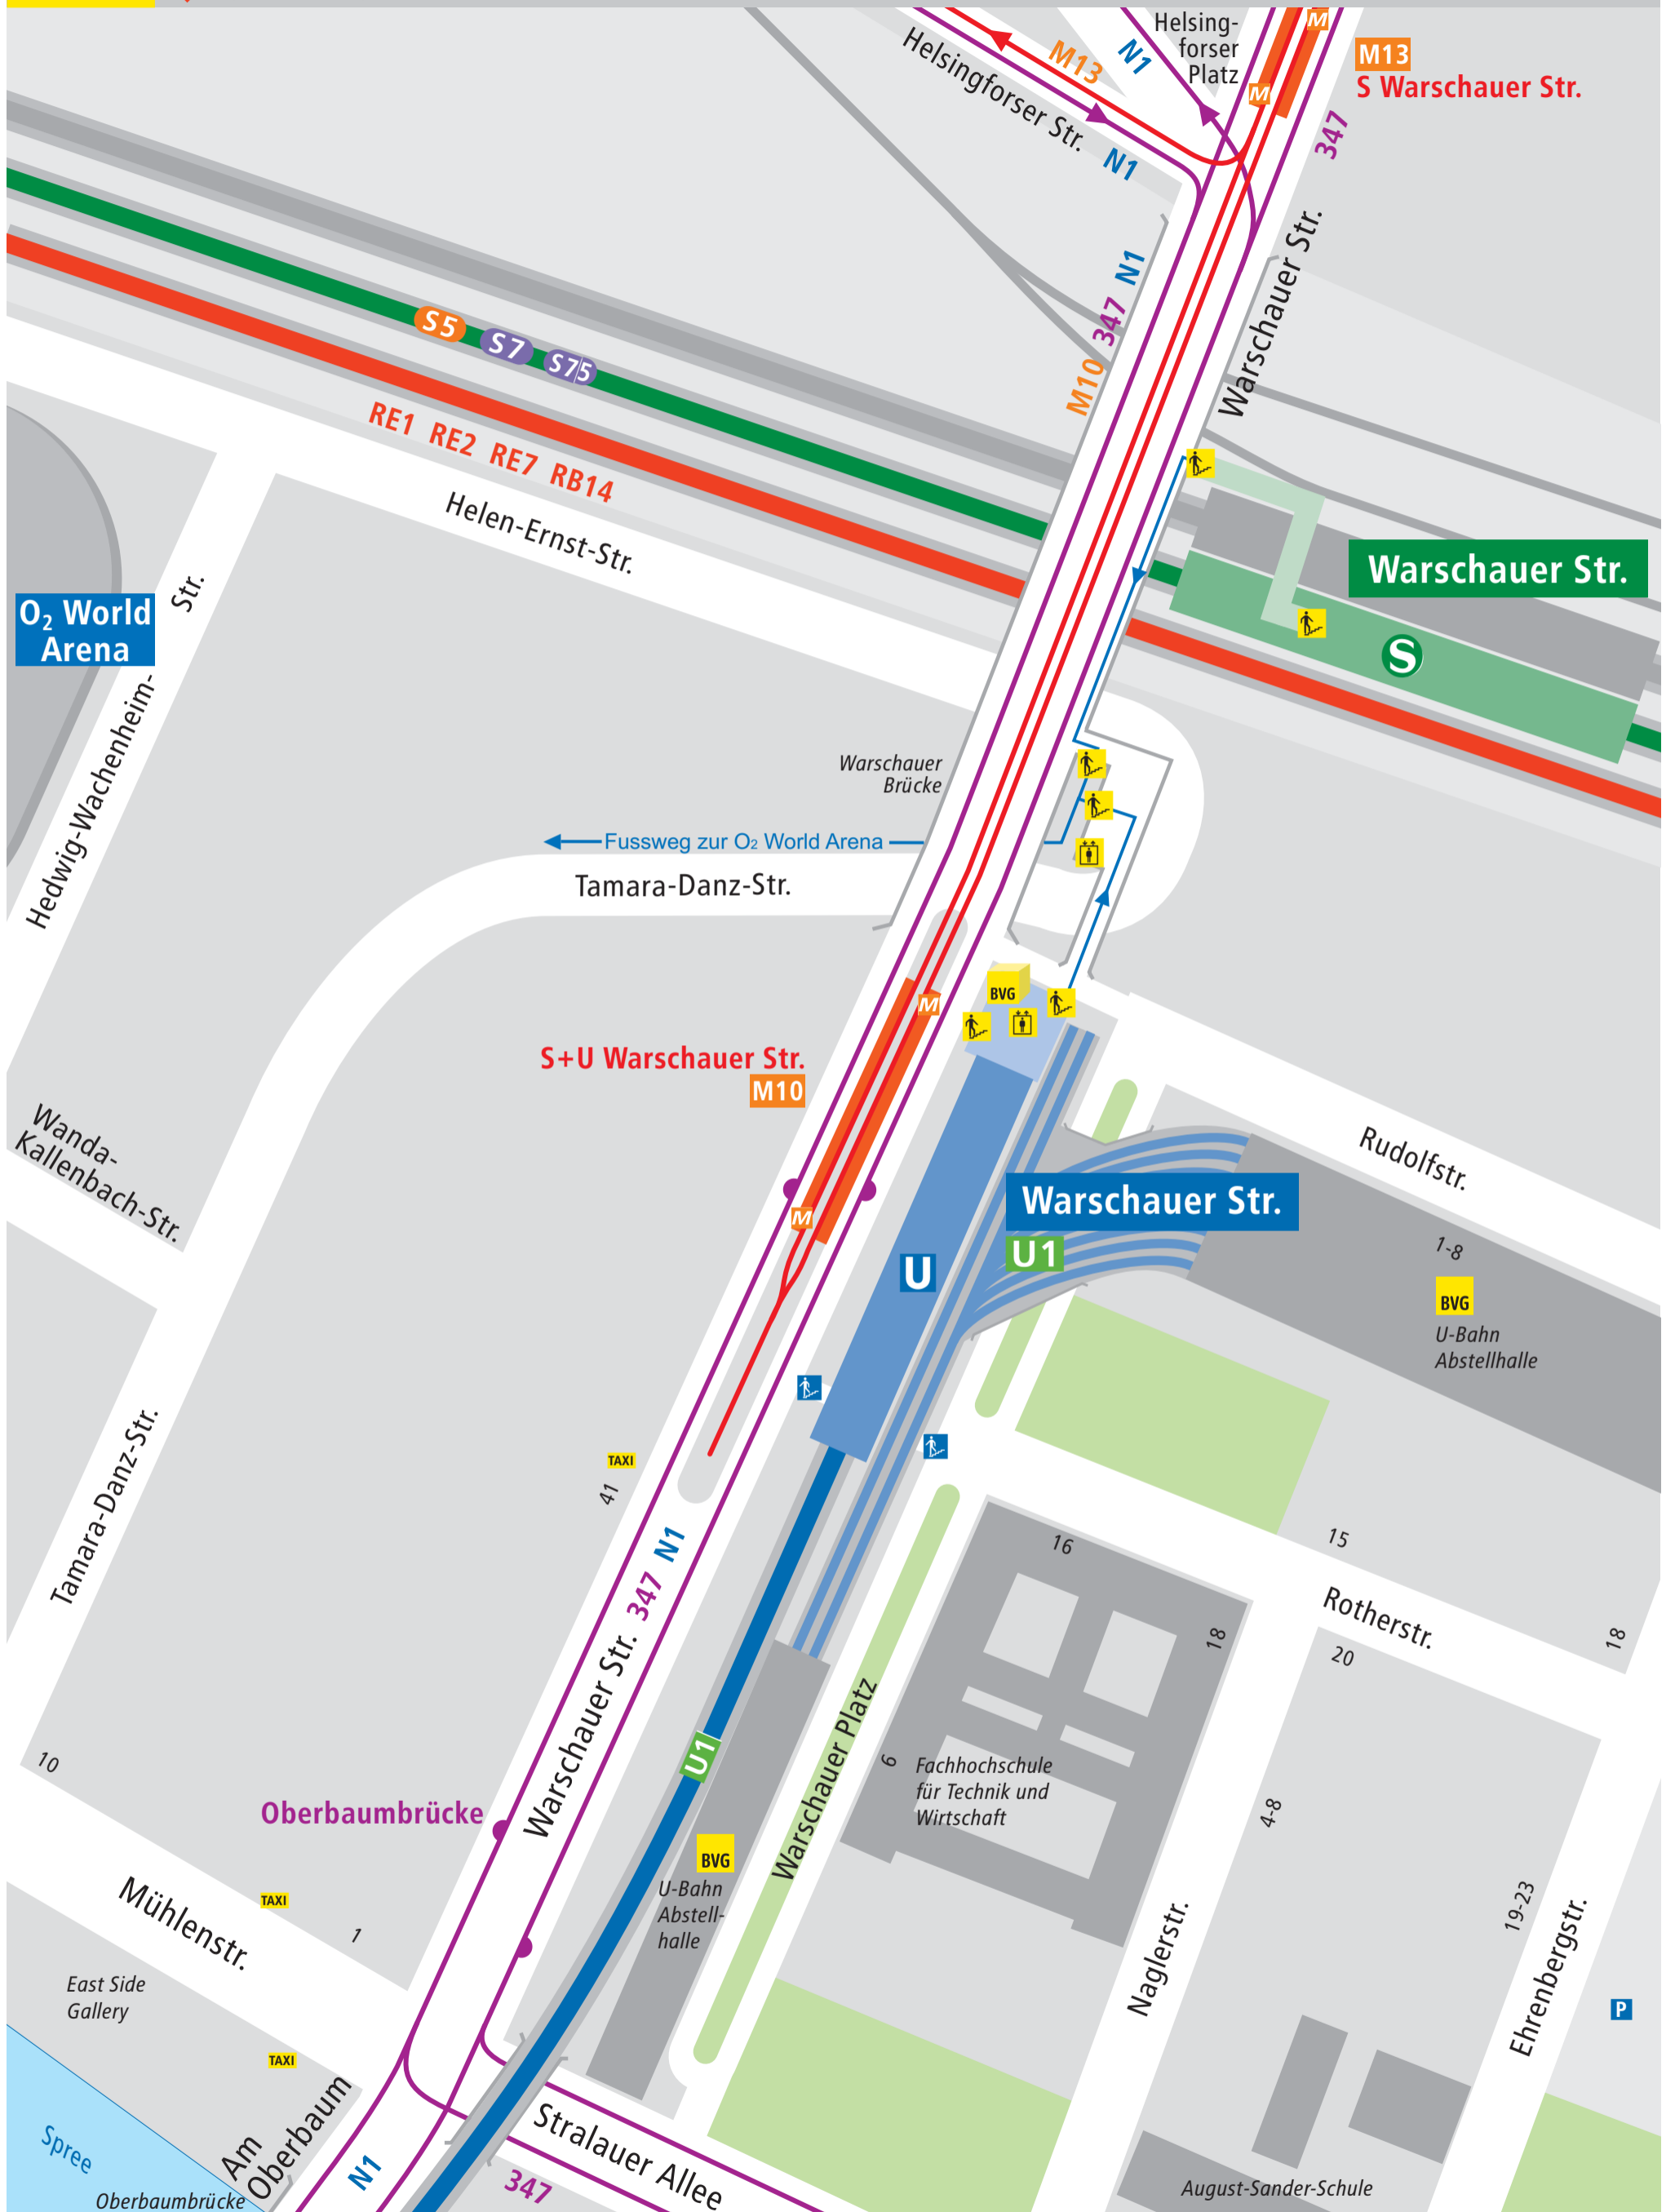 Helsing-
forser
Platz
M
M13
S Warschauer Str.
N1
M13
Helsingforser Str.
N1
M
347
Warschauer Str.
M10 347 N1
S5
S7
S75
RE1 RE2 RE7 RB14
Helen-Ernst-Str.
Warschauer Str.
S
O2 World
Arena
Hedwig-Wachenheim-
Str.
Warschauer
Brücke
Fussweg zur O2 World Arena
Tamara-Danz-Str.
BVG
M
S+U Warschauer Str.
M10
Wanda-
Kallenbach-Str.
M
Rudolfstr.
Warschauer Str.
U1
U
1-8
BVG
U-Bahn
Abstellhalle
TAXI
41
Tamara-Danz-Str.
Warschauer Str. 347 N1
16
15
Rotherstr.
18
18
20
U1
Warschauer Platz
6
Fachhochschule
für Technik und
Wirtschaft
10
Oberbaumbrücke
4-8
BVG
U-Bahn
Abstell-
halle
Mühlenstr.
TAXI
1
19-23
Naglerstr.
Ehrenbergstr.
P
East Side
Gallery
TAXI
Am
Oberbaum
Spree
N1
Stralauer Allee
347
Oberbaumbrücke
August-Sander-Schule